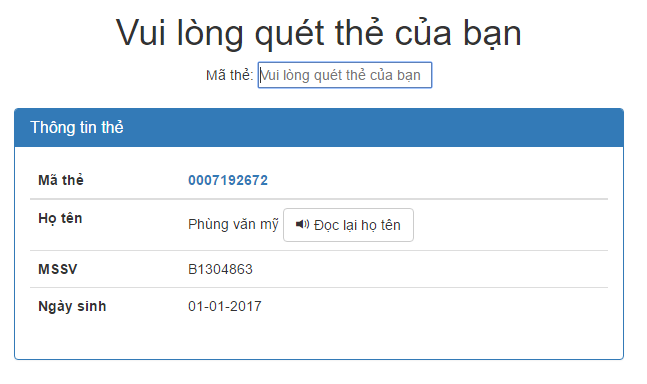 Vui lòng quét thẻ của bạn
Mã thẻ: Vui lòng quét thẻ của bạn
Thông tin thẻ
Mã thẻ 0007192672
Họ tên Phùng văn mỹ Đọc lại họ tên
MSSV B1304863
Ngày sinh 01-01-2017